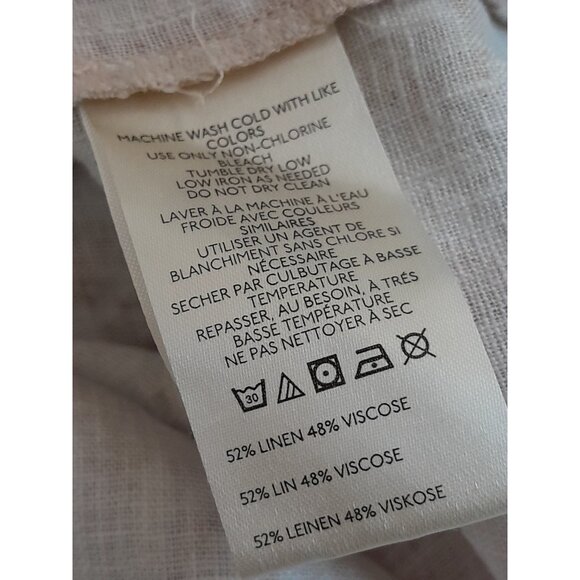 MACHINE WASH COLD WITH LIKE
COLORS
USE ONLY NON-CHLORINE
BLEACH
TUMBLE DRY LOW
LOW IRON AS NEEDED
DO NOT DRY CLEAN
LAVER À LA MACHINE À L'EAU
FROIDE AVEC COULEURS
SIMILAIRES
UTILISER UN AGENT DE
BLANCHIMENT SANS CHLORE SI
NÉCESSAIRE
SECHER PAR CULBUTAGE À BASSE
TEMPERATURE
REPASSER, AU BESOIN, À TRÉS
BASSE TEMPÉRATURE
NE PAS NETTOYER À SEC
30
52% LINEN 48% VISCOSE
52% LIN 48% VISCOSE
52% LEINEN 48% VISKOSE